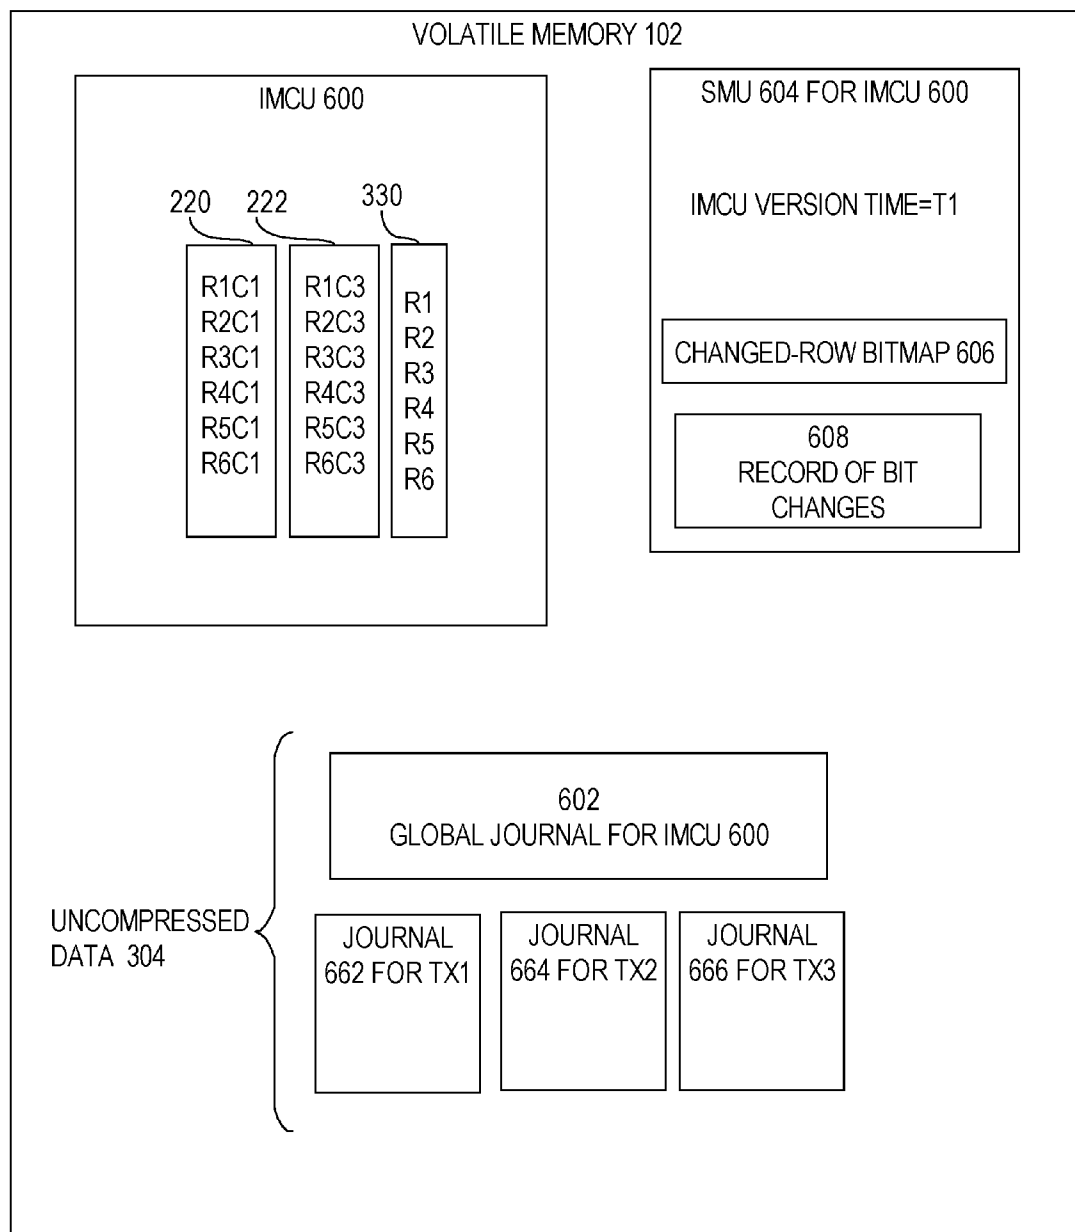 VOLATILE MEMORY 102
IMCU 600
220
222
330
R1C1
R2C1
R3C1
R4C1
R5C1
R6C1
R1C3
R2C3
R3C3
R4C3
R5C3
R6C3
R1
R2
R3
R4
R5
R6
SMU 604 FOR IMCU 600
IMCU VERSION TIME=T1
CHANGED-ROW BITMAP 606
608
RECORD OF BIT
CHANGES
UNCOMPRESSED
DATA 304
602
GLOBAL JOURNAL FOR IMCU 600
JOURNAL
662 FOR TX1
JOURNAL
664 FOR TX2
JOURNAL
666 FOR TX3